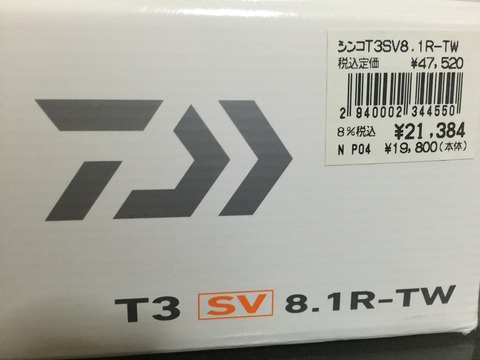 シンコT3SV8.1R-TW
税込定価 ¥47,520
2 940002 344550
8%税込 ¥21,384
N P04 ¥19,800(本体)
T3 SV 8.1R-TW